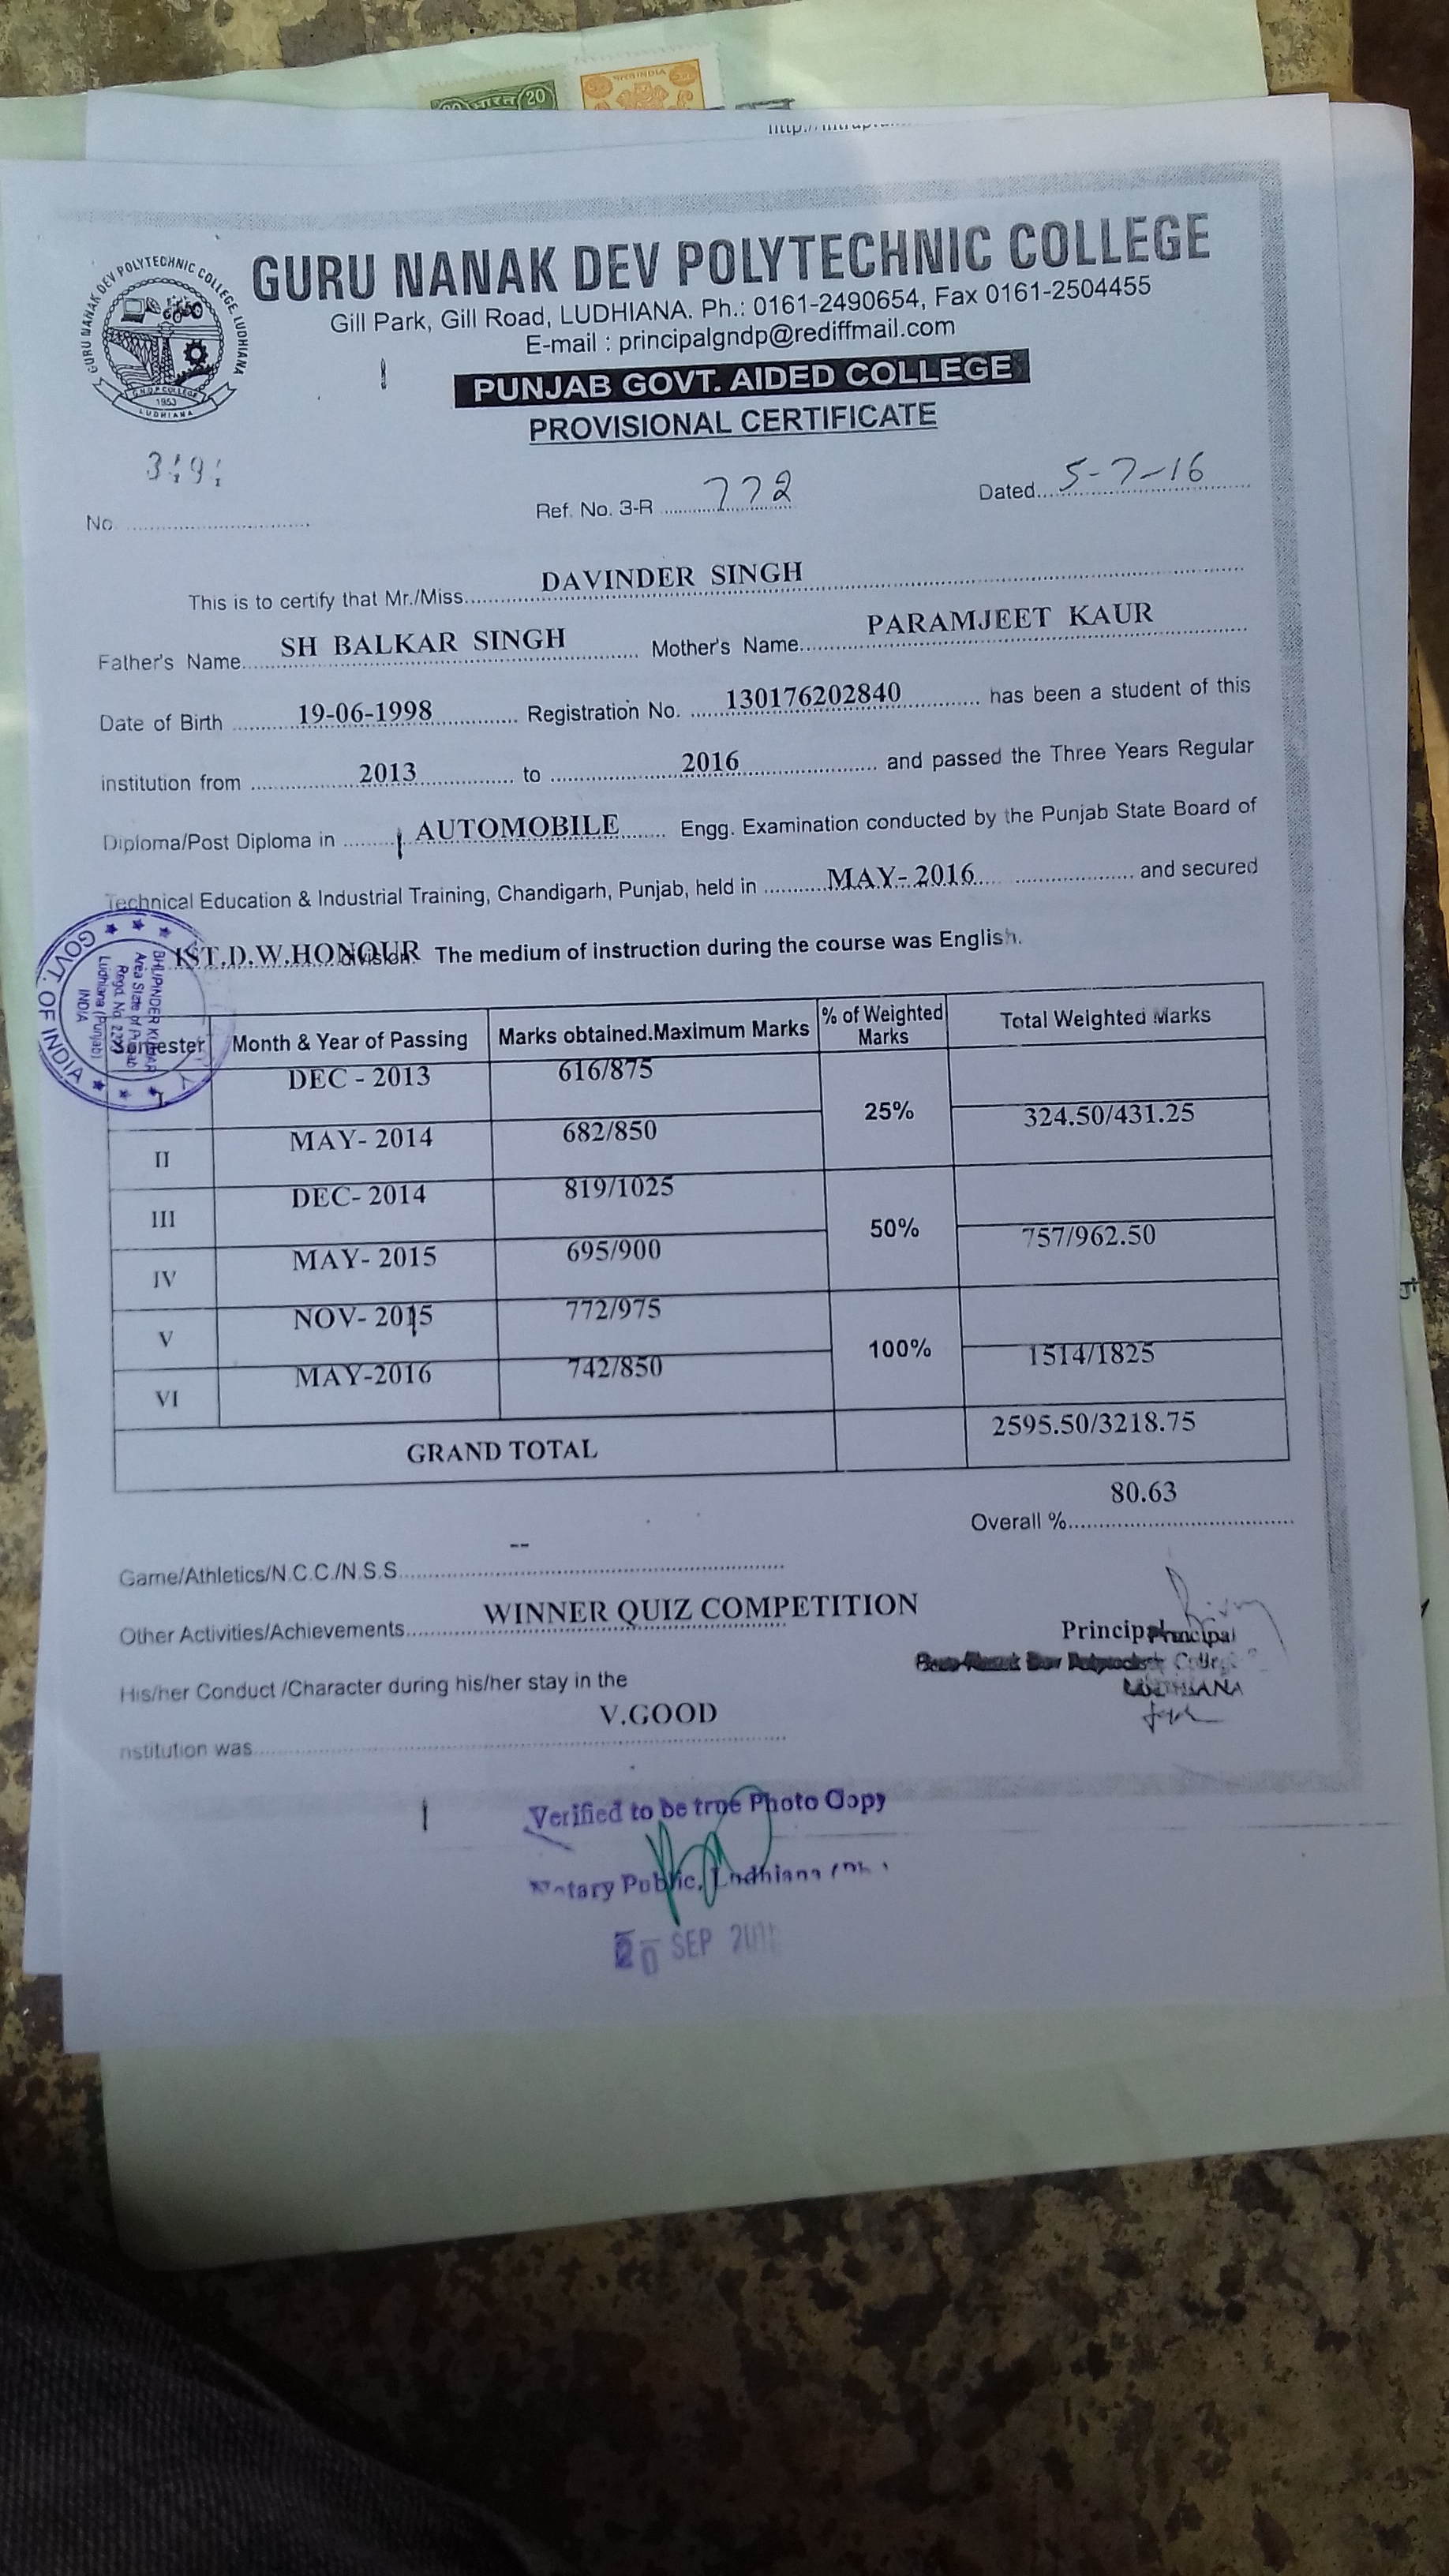 GURU NANAK DEV POLYTECHNIC COLLEGE
Gill Park, Gill Road, LUDHIANA. Ph.: 0161-2490654, Fax 0161-2504455
E-mail : principalgndp@rediffmail.com
PUNJAB GOVT. AIDED COLLEGE
PROVISIONAL CERTIFICATE
GURU NANAK DEV POLYTECHNIC COLLEGE, LUDHIANA
G.N.D.P. COLLEGE
1953
LUDHIANA
No. Ref. No. 3-R 772 Dated 5-7-16
This is to certify that Mr./Miss DAVINDER SINGH
Father's Name SH BALKAR SINGH Mother's Name PARAMJEET KAUR
Date of Birth 19-06-1998 Registration No. 130176202840 has been a student of this
institution from 2013 to 2016 and passed the Three Years Regular
Diploma/Post Diploma in AUTOMOBILE Engg. Examination conducted by the Punjab State Board of
Technical Education & Industrial Training, Chandigarh, Punjab, held in MAY-2016 and secured
IST.D.W.HONOUR division. The medium of instruction during the course was English.
Semester Month & Year of Passing Marks obtained.Maximum Marks % of Weighted Marks Total Weighted Marks
I DEC - 2013 616/875
II MAY - 2014 682/850 25% 324.50/431.25
III DEC- 2014 819/1025
IV MAY - 2015 695/900 50% 757/962.50
V NOV- 2015 772/975
VI MAY-2016 742/850 100% 1514/1825
GRAND TOTAL 2595.50/3218.75
Overall % 80.63
Game/Athletics/N.C.C./N.S.S --
Other Activities/Achievements WINNER QUIZ COMPETITION
His/her Conduct /Character during his/her stay in the
nstitution was V.GOOD
Principal
Principal
LUDHIANA
Verified to be true Photo Copy
Notary Public, Ludhiana
20 SEP
BHUPINDER KUMAR
Area State of Punjab
Regd. No. 2299
Ludhiana (Punjab)
INDIA
GOVT. OF INDIA
INDIA
20